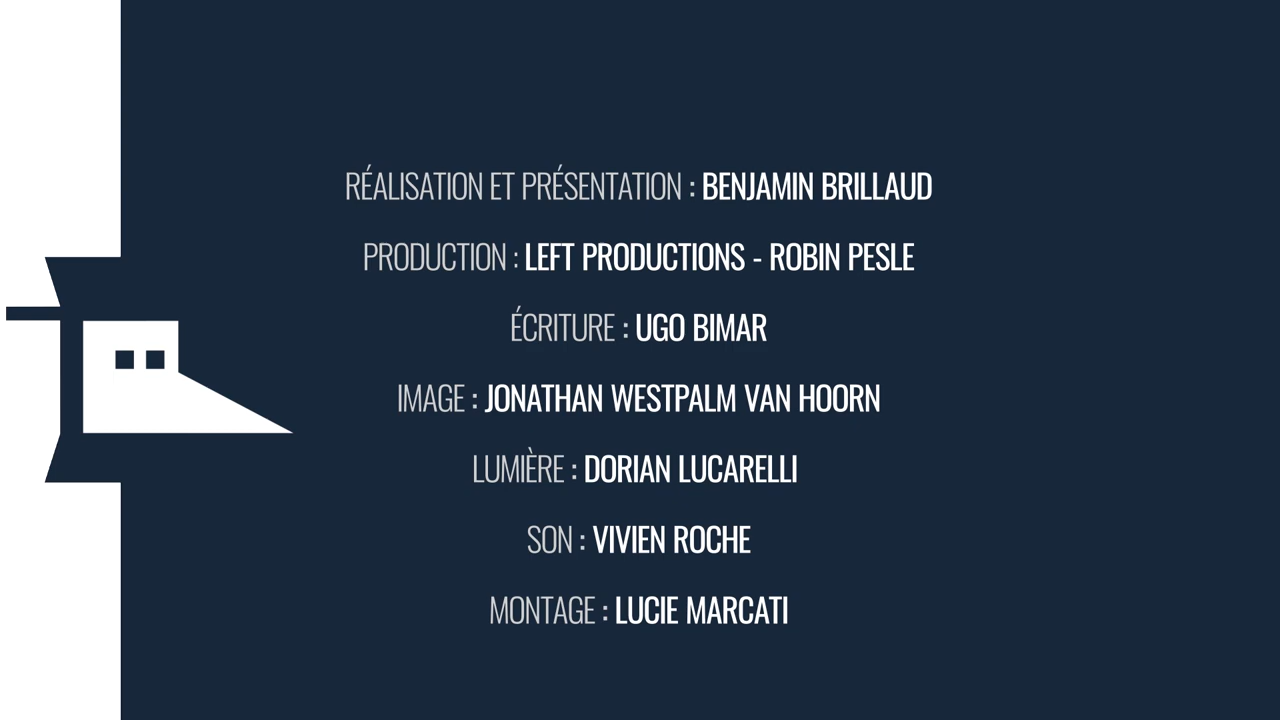 RÉALISATION ET PRÉSENTATION : BENJAMIN BRILLAUD
PRODUCTION : LEFT PRODUCTIONS - ROBIN PESLE
ÉCRITURE : UGO BIMAR
IMAGE : JONATHAN WESTPALM VAN HOORN
LUMIÈRE : DORIAN LUCARELLI
SON : VIVIEN ROCHE
MONTAGE : LUCIE MARCATI